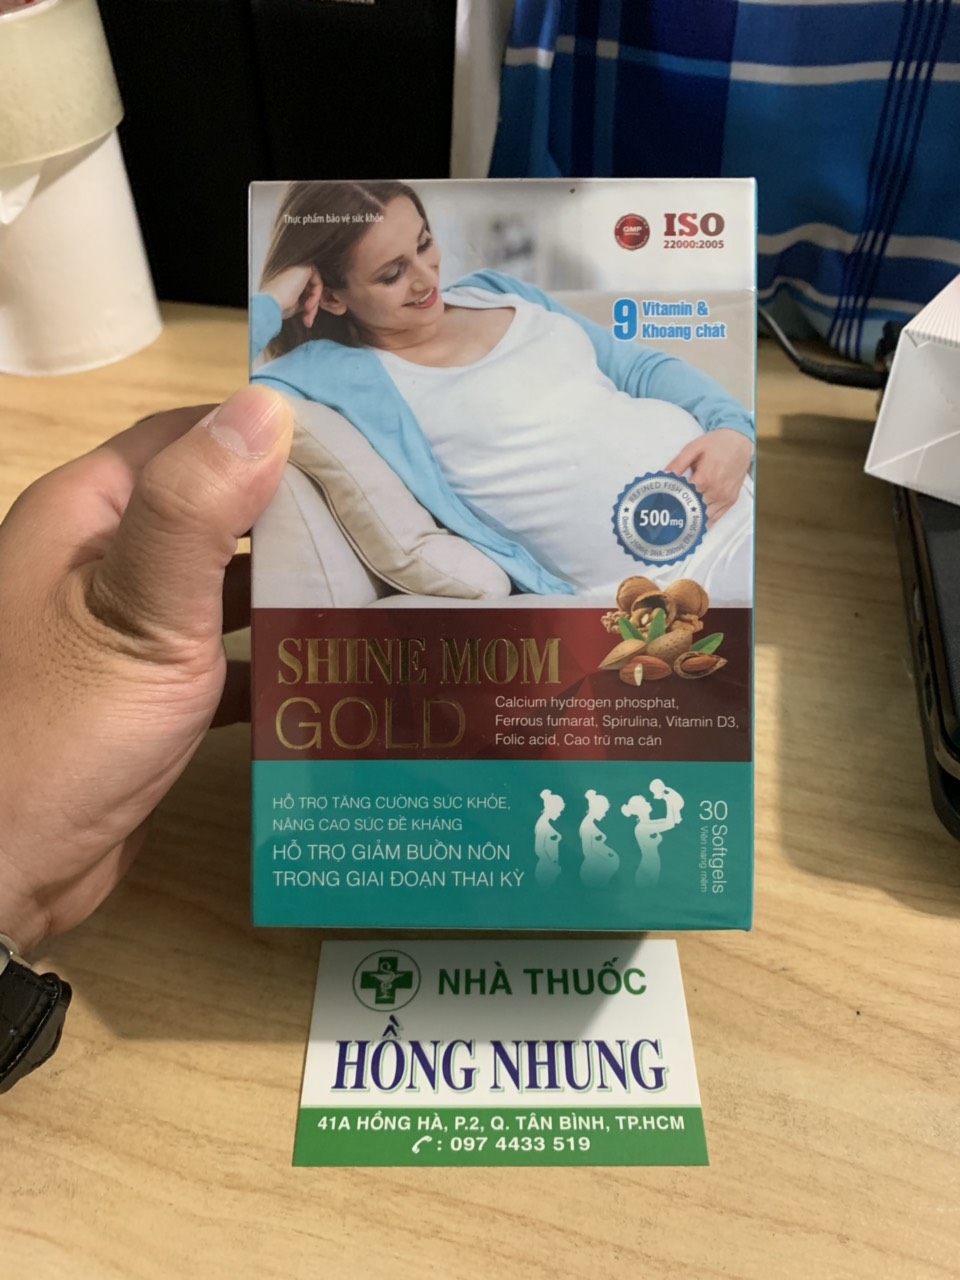 Thực phẩm bảo vệ sức khỏe
GMP
ISO
22000:2005
9 Vitamin &
Khoang chất
REFINED FISH OIL
500mg
SHINE MOM
GOLD
Calcium hydrogen phosphat,
Ferrous fumarat, Spirulina, Vitamin D3,
Folic acid, Cao trữ ma căn
HỖ TRỢ TĂNG CƯỜNG SỨC KHỎE,
NÂNG CAO SỨC ĐỀ KHÁNG
HỖ TRỢ GIẢM BUỒN NÔN
TRONG GIAI ĐOẠN THAI KỲ
30 Softgels
Viên nang mềm
NHÀ THUỐC
HỒNG NHUNG
41A HỒNG HÀ, P.2, Q. TÂN BÌNH, TP.HCM
: 097 4433 519